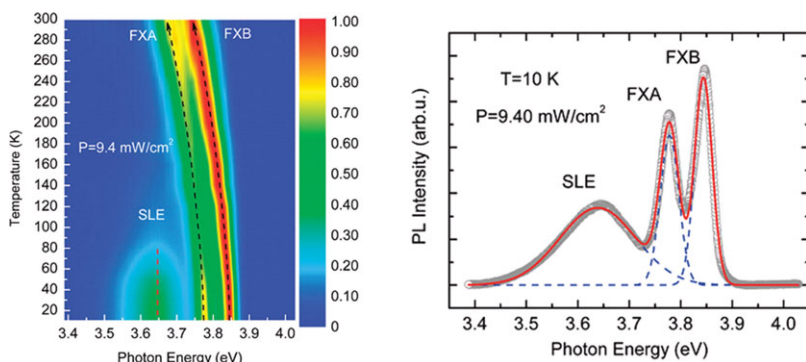 FXA FXB
P=9.4 mW/cm²
SLE
Temperature (K)
300
280
260
240
220
200
180
160
140
120
100
80
60
40
20
3.4 3.5 3.6 3.7 3.8 3.9 4.0
Photon Energy (eV)
1.00
0.90
0.80
0.70
0.60
0.50
0.40
0.30
0.20
0.10
0
PL Intensity (arb.u.)
T=10 K
P=9.40 mW/cm²
SLE
FXA
FXB
3.4 3.5 3.6 3.7 3.8 3.9 4.0
Photon Energy (eV)